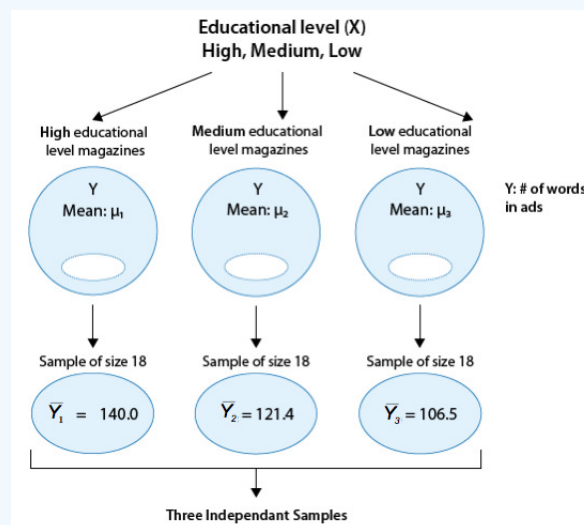 Educational level (X)
High, Medium, Low
High educational
level magazines
Medium educational
level magazines
Low educational
level magazines
Y
Mean: μ₁
Y
Mean: μ₂
Y
Mean: μ₃
Y: # of words
in ads
Sample of size 18
Sample of size 18
Sample of size 18
Y̅₁ = 140.0
Y̅₂ = 121.4
Y̅₃ = 106.5
Three Independant Samples